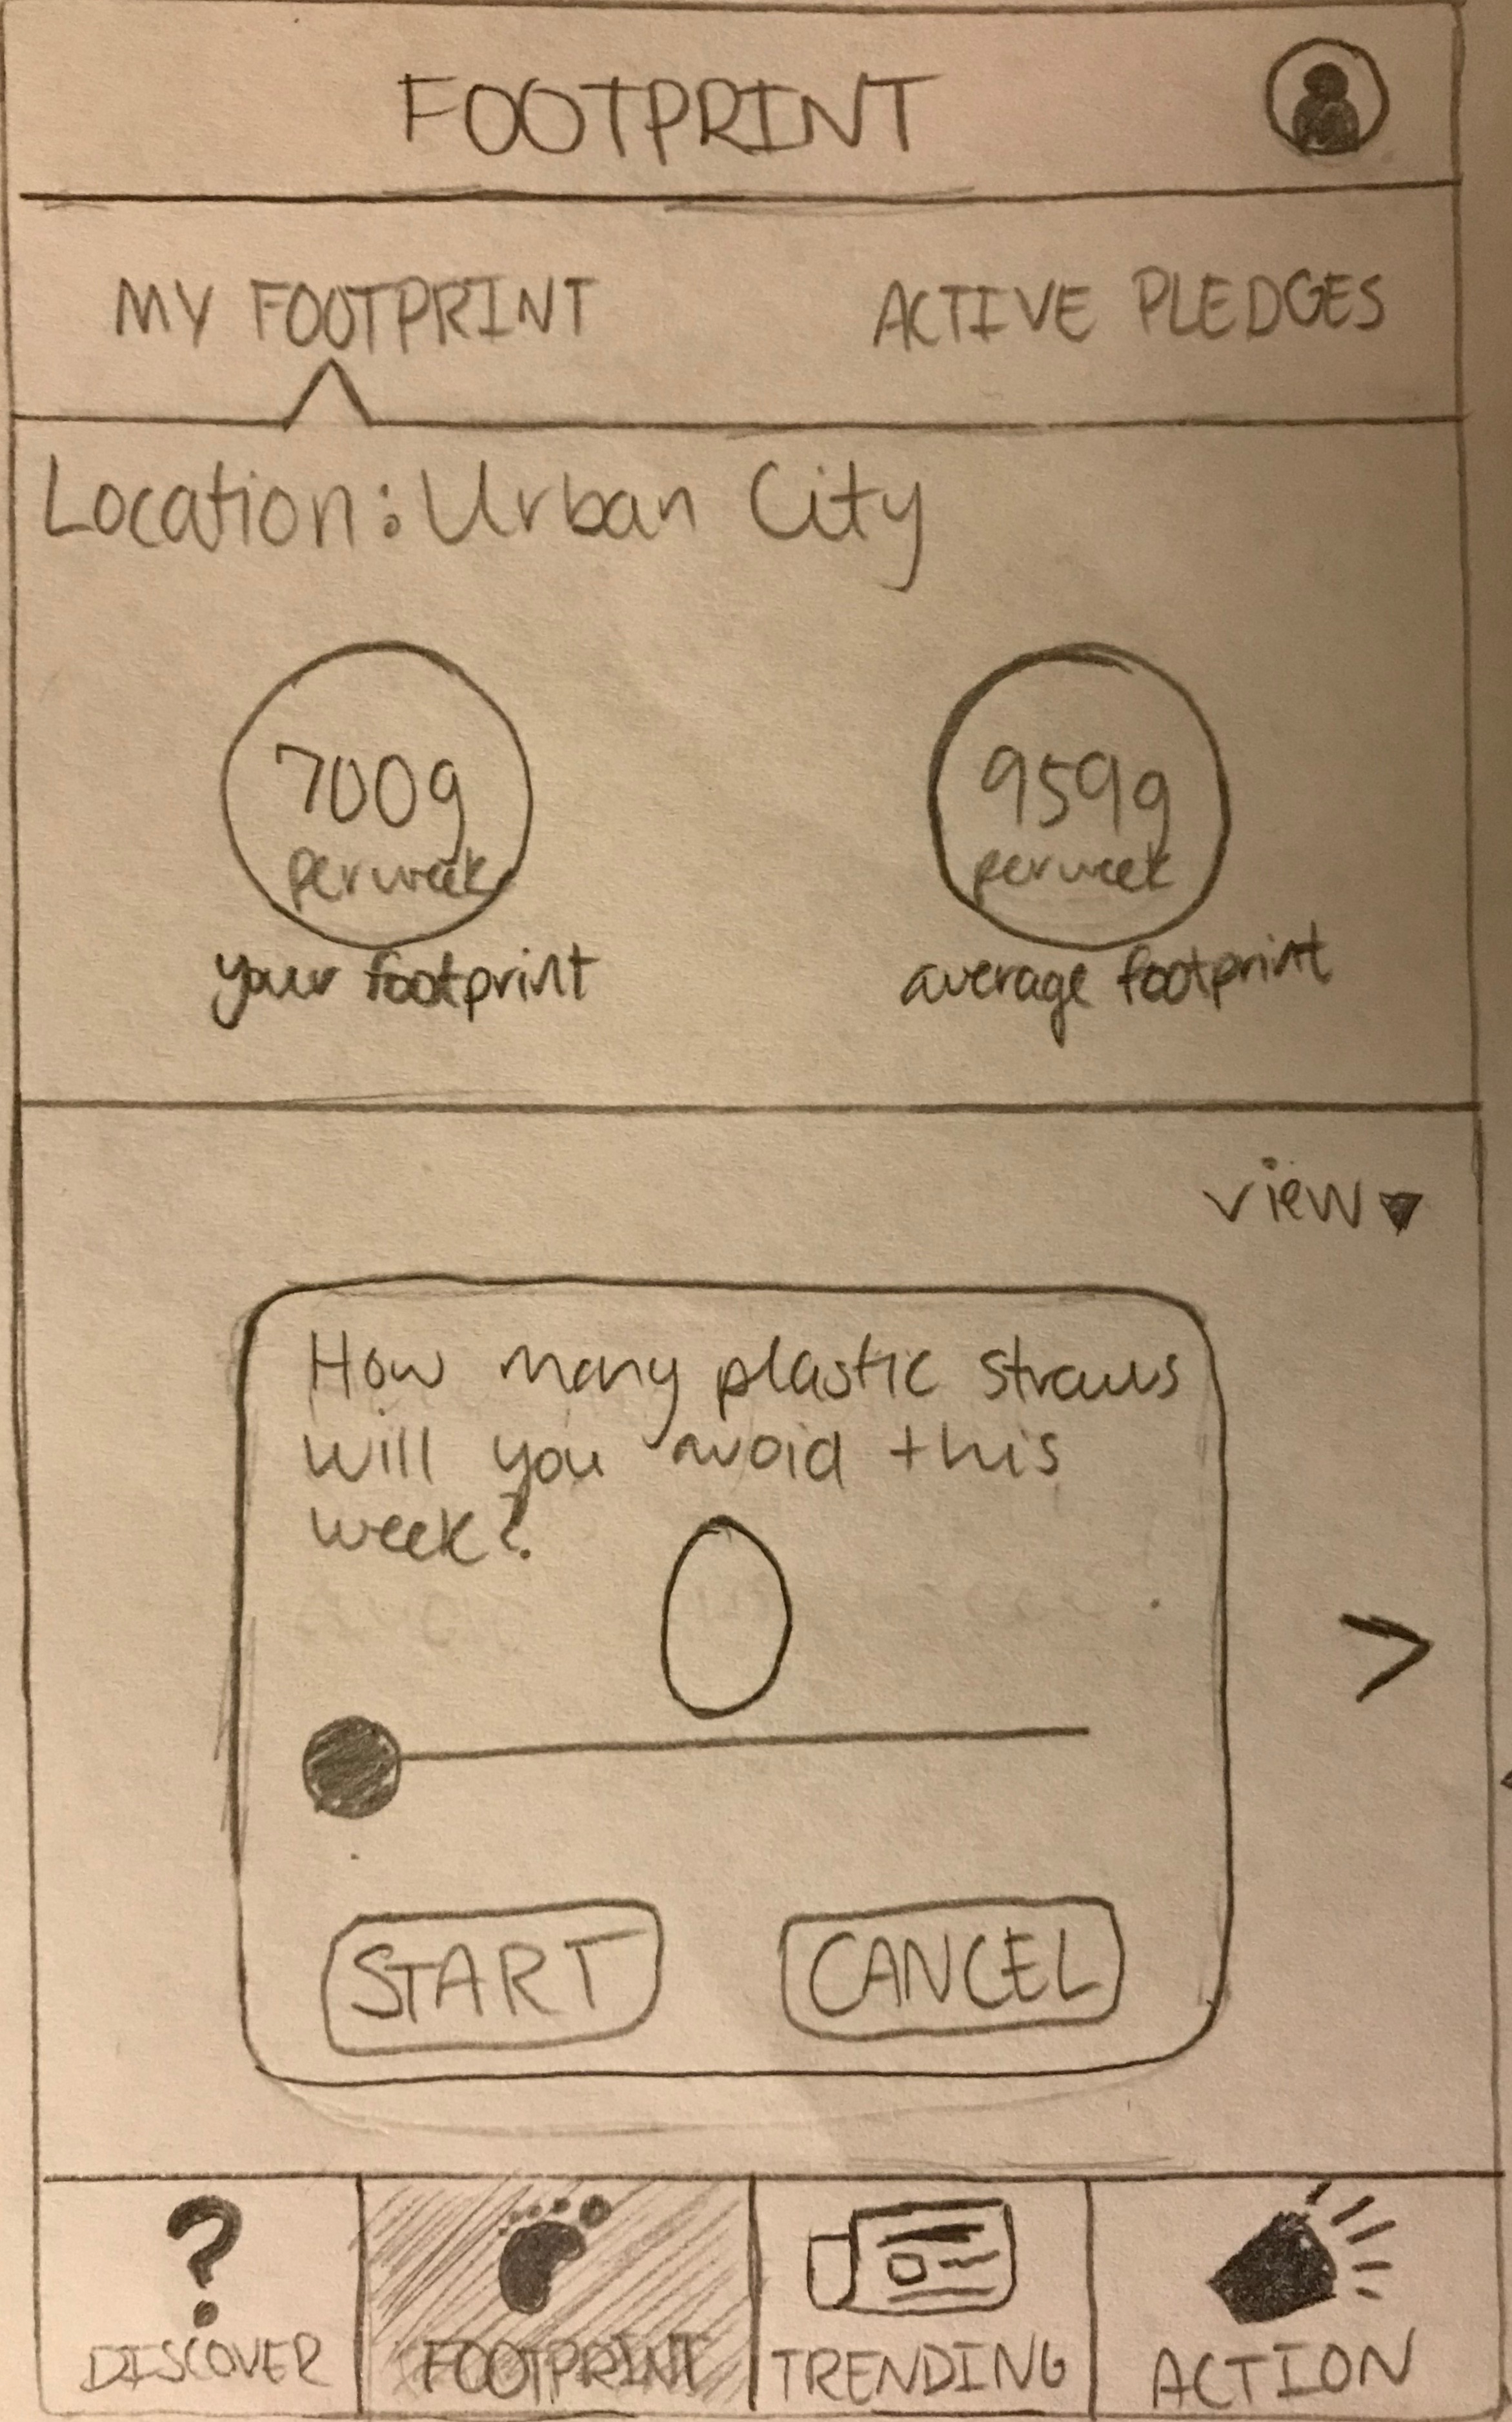 FOOTPRINT
MY FOOTPRINT ACTIVE PLEDGES
Location: Urban City
700g 959g
per week per week
your footprint average footprint
view
How many plastic straws
will you avoid this
week?
0
START CANCEL
DISCOVER FOOTPRINT TRENDING ACTION